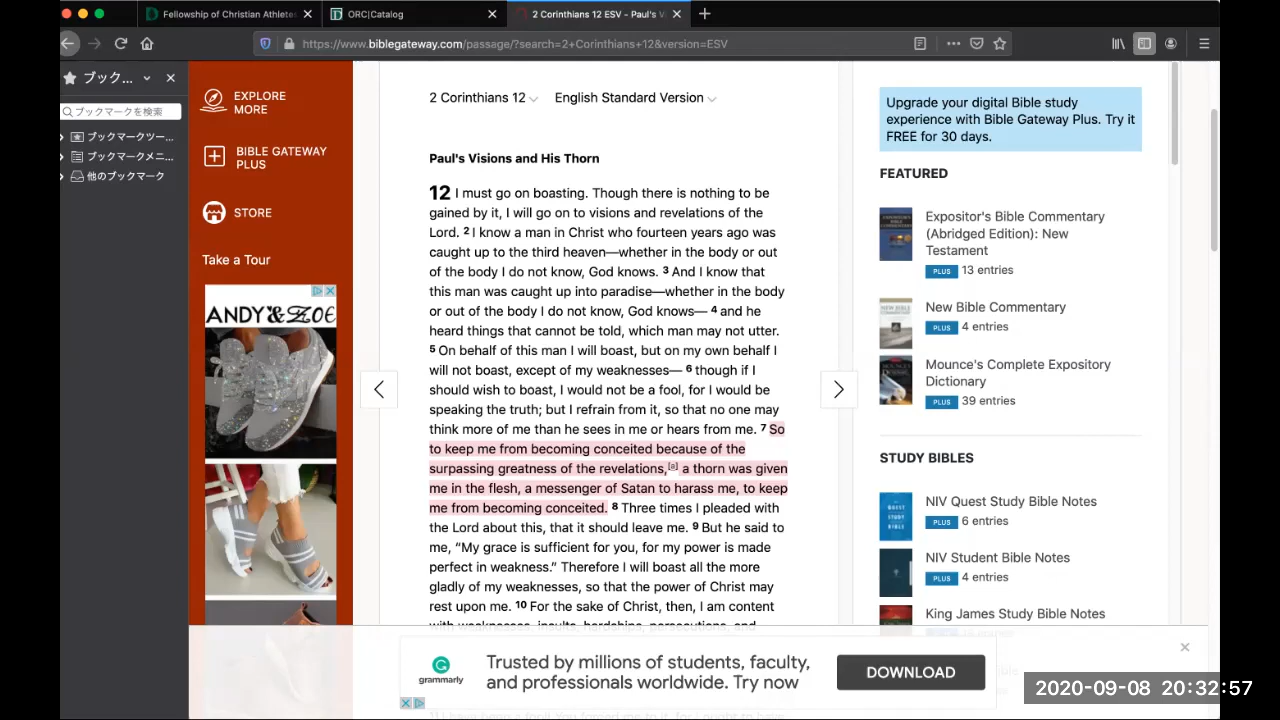 Fellowship of Christian Athletes
ORC|Catalog
2 Corinthians 12 ESV - Paul's V
https://www.biblegateway.com/passage/?search=2+Corinthians+12&version=ESV
ブック...
ブックマークを検索
ブックマークツー...
ブックマークメニ...
他のブックマーク
EXPLORE
MORE
BIBLE GATEWAY
PLUS
STORE
Take a Tour
ANDY&ZOE
2 Corinthians 12
English Standard Version
Paul's Visions and His Thorn
12 I must go on boasting. Though there is nothing to be
gained by it, I will go on to visions and revelations of the
Lord. 2 I know a man in Christ who fourteen years ago was
caught up to the third heaven—whether in the body or out
of the body I do not know, God knows. 3 And I know that
this man was caught up into paradise—whether in the body
or out of the body I do not know, God knows— 4 and he
heard things that cannot be told, which man may not utter.
5 On behalf of this man I will boast, but on my own behalf I
will not boast, except of my weaknesses— 6 though if I
should wish to boast, I would not be a fool, for I would be
speaking the truth; but I refrain from it, so that no one may
think more of me than he sees in me or hears from me. 7 So
to keep me from becoming conceited because of the
surpassing greatness of the revelations,[a] a thorn was given
me in the flesh, a messenger of Satan to harass me, to keep
me from becoming conceited. 8 Three times I pleaded with
the Lord about this, that it should leave me. 9 But he said to
me, “My grace is sufficient for you, for my power is made
perfect in weakness.” Therefore I will boast all the more
gladly of my weaknesses, so that the power of Christ may
rest upon me. 10 For the sake of Christ, then, I am content
with weaknesses, insults, hardships, persecutions, and
Upgrade your digital Bible study
experience with Bible Gateway Plus. Try it
FREE for 30 days.
FEATURED
Expositor's Bible Commentary
(Abridged Edition): New
Testament
PLUS 13 entries
New Bible Commentary
PLUS 4 entries
Mounce's Complete Expository
Dictionary
PLUS 39 entries
STUDY BIBLES
NIV Quest Study Bible Notes
PLUS 6 entries
NIV Student Bible Notes
PLUS 4 entries
King James Study Bible Notes
grammarly
Trusted by millions of students, faculty,
and professionals worldwide. Try now
DOWNLOAD
2020-09-08 20:32:57